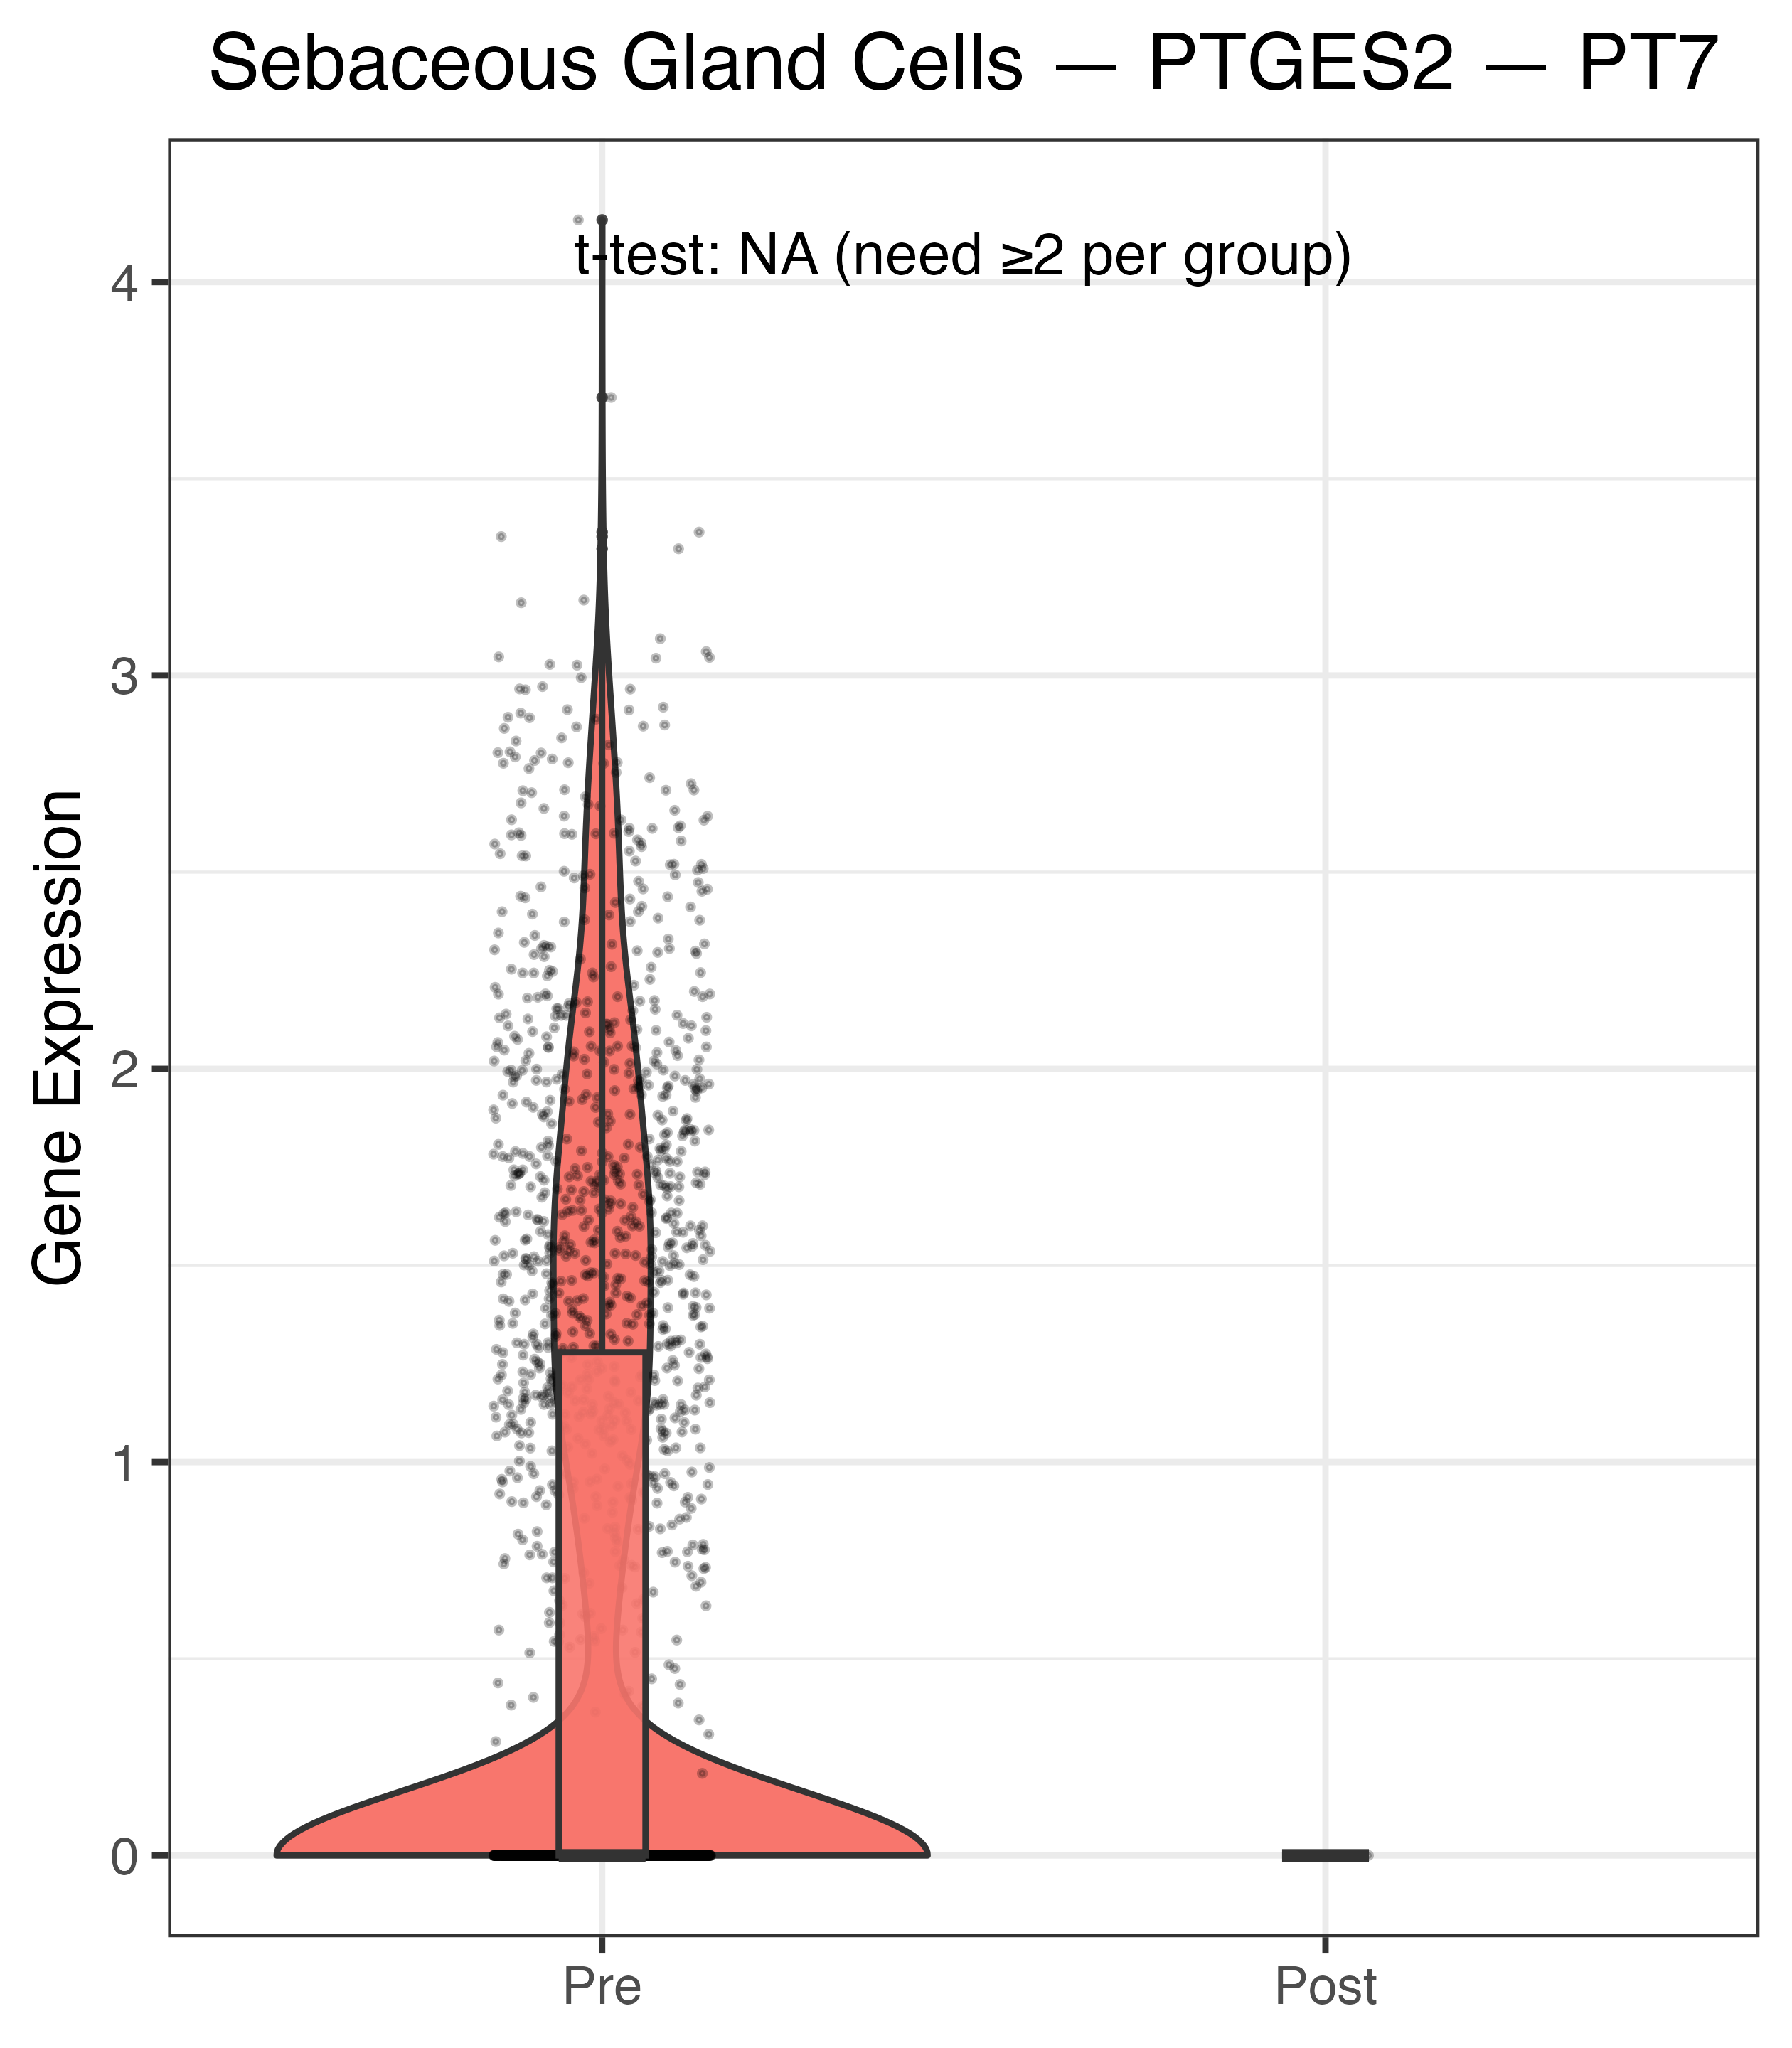 Sebaceous Gland Cells — PTGES2 — PT7
t-test: NA (need ≥2 per group)
4
3
2
1
0
Gene Expression
Pre
Post